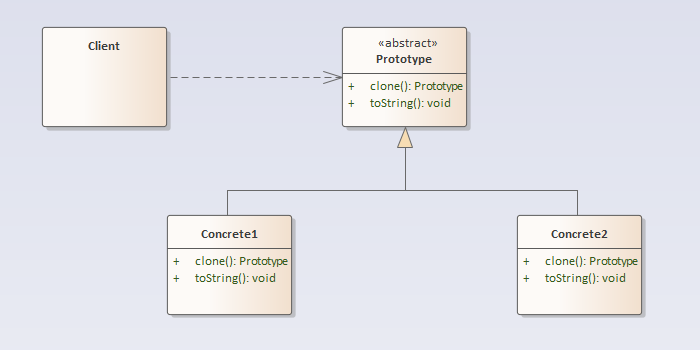 Client
«abstract»
Prototype
+ clone(): Prototype
+ toString(): void
Concrete1
+ clone(): Prototype
+ toString(): void
Concrete2
+ clone(): Prototype
+ toString(): void